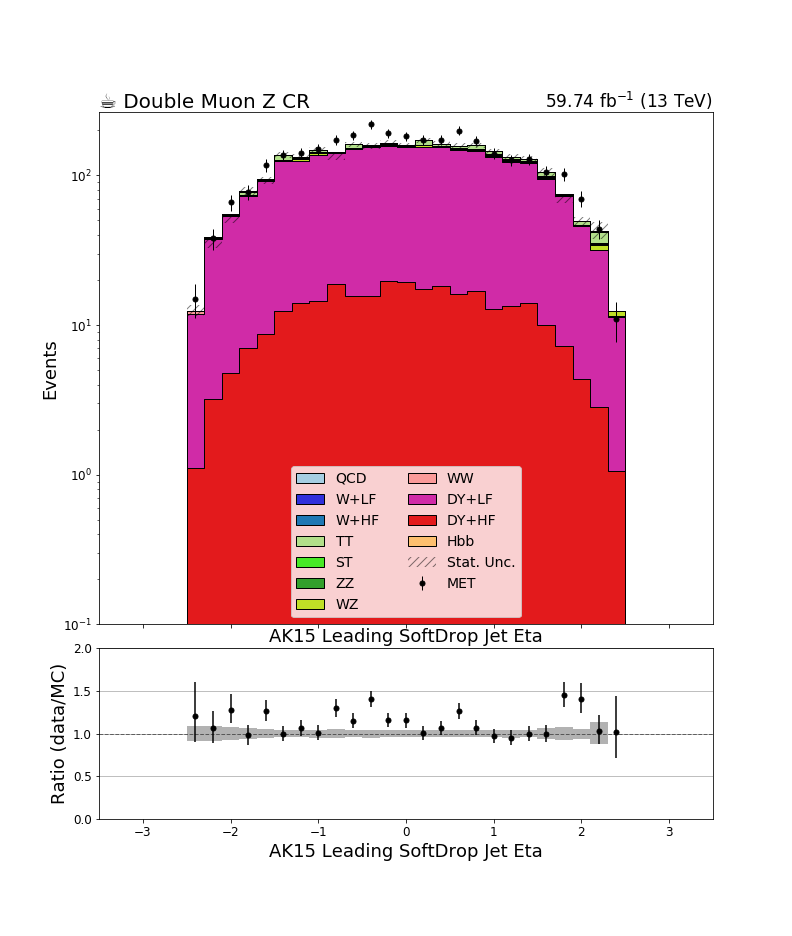 ☕ Double Muon Z CR
59.74 fb⁻¹ (13 TeV)
10²
10¹
10⁰
10⁻¹
Events
QCD
W+LF
W+HF
TT
ST
ZZ
WZ
WW
DY+LF
DY+HF
Hbb
Stat. Unc.
MET
AK15 Leading SoftDrop Jet Eta
2.0
1.5
1.0
0.5
0.0
Ratio (data/MC)
−3 −2 −1 0 1 2 3
AK15 Leading SoftDrop Jet Eta